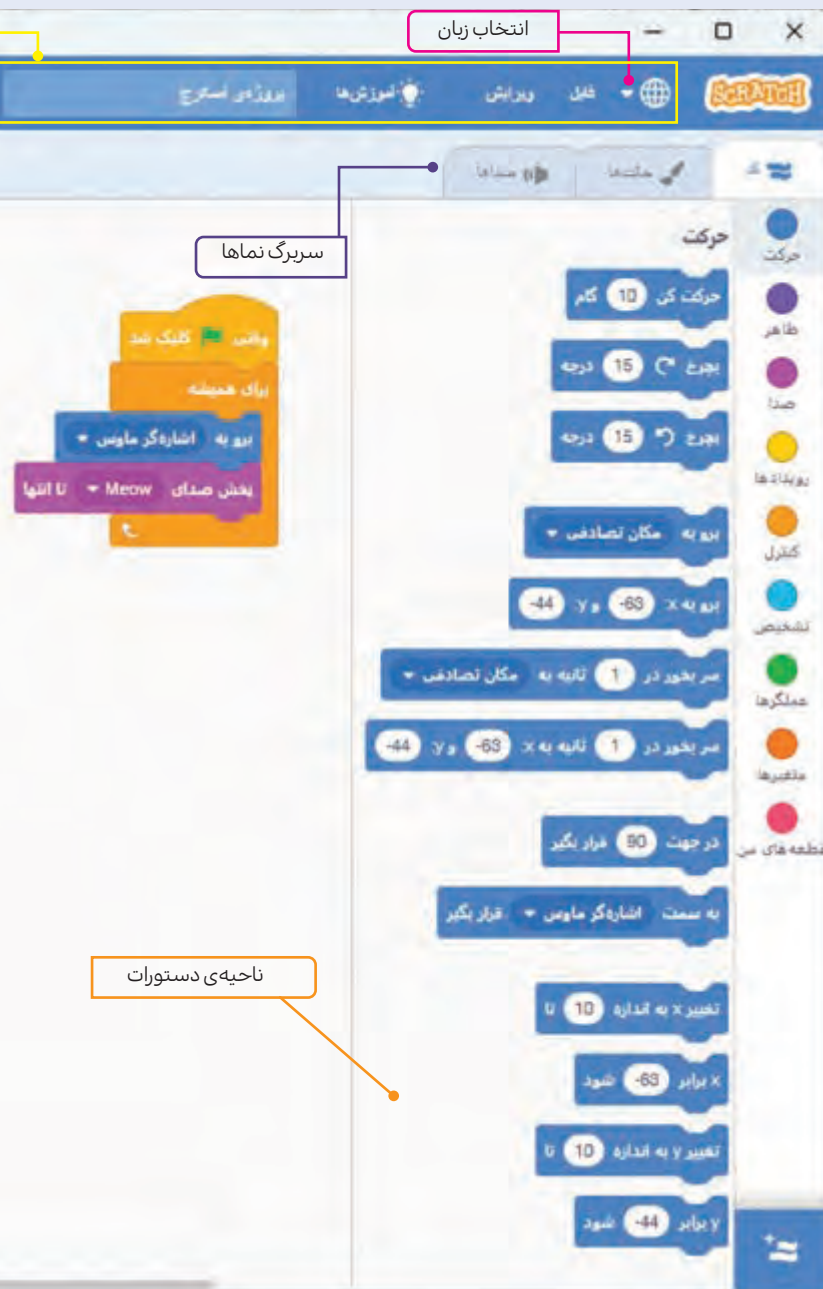 انتخاب زبان
SCRATCH
فایل
ویرایش
آموزش‌ها
پروژه‌ی اسکرچ
کد
حالت‌ها
صداها
سربرگ نماها
حرکت
ظاهر
صدا
رویدادها
کنترل
تشخیص
عملگرها
متغیرها
قطعه های من
حرکت
حرکت کن 10 گام
بچرخ 15 درجه
بچرخ 15 درجه
برو به مکان تصادفی
برو به x: -63 و y: -44
سر بخور در 1 ثانیه به مکان تصادفی
سر بخور در 1 ثانیه به x: -63 و y: -44
در جهت 90 قرار بگیر
به سمت اشاره‌گر ماوس قرار بگیر
تغییر x به اندازه 10 تا
x برابر -63 شود
تغییر y به اندازه 10 تا
y برابر -44 شود
وقتی کلیک شد
برای همیشه
برو به اشاره‌گر ماوس
پخش صدای Meow تا انتها
ناحیه‌ی دستورات